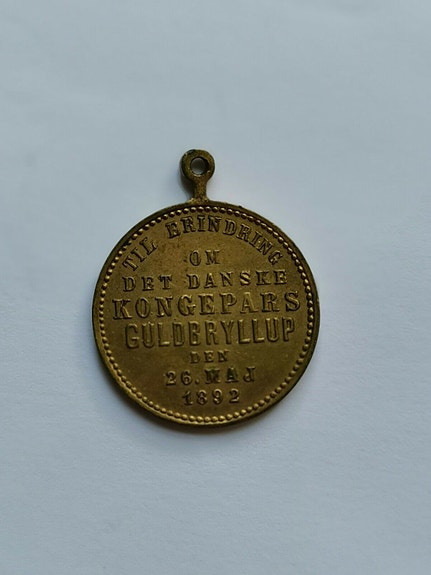 TIL ERINDRING
OM
DET DANSKE
KONGEPARS
GULDBRYLLUP
DEN
26. MAJ
1892